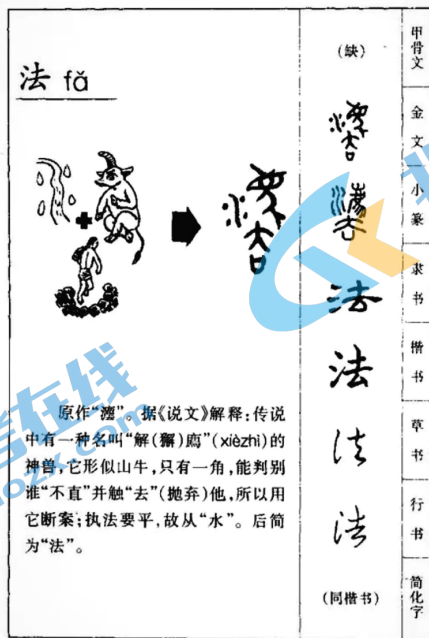 法 fǎ
原作“灋”。据《说文》解释:传说
中有一种名叫“解(獬)廌”(xièzhì)的
神兽,它形似山牛,只有一角,能判别
谁“不直”并触“去”(抛弃)他,所以用
它断案;执法要平,故从“水”。后简
为“法”。
(缺)
法
法
法
法
(同楷书)
甲骨文
金文
小篆
隶书
楷书
草书
行书
简化字